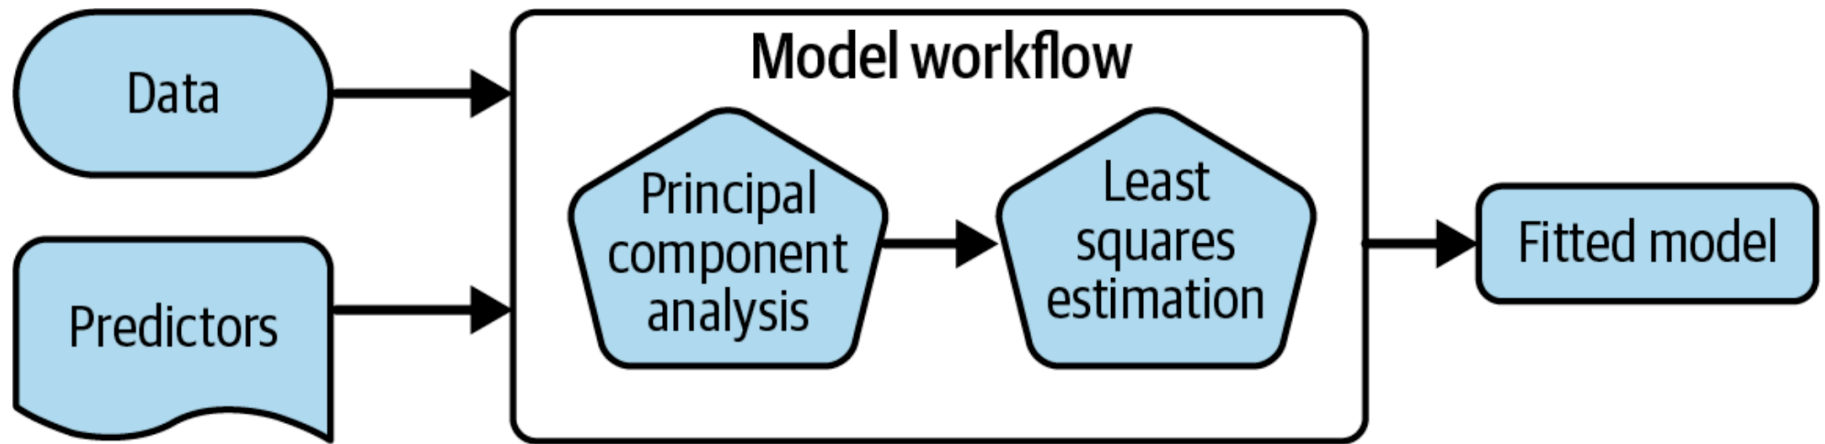 Data
Predictors
Model workflow
Principal
component
analysis
Least
squares
estimation
Fitted model